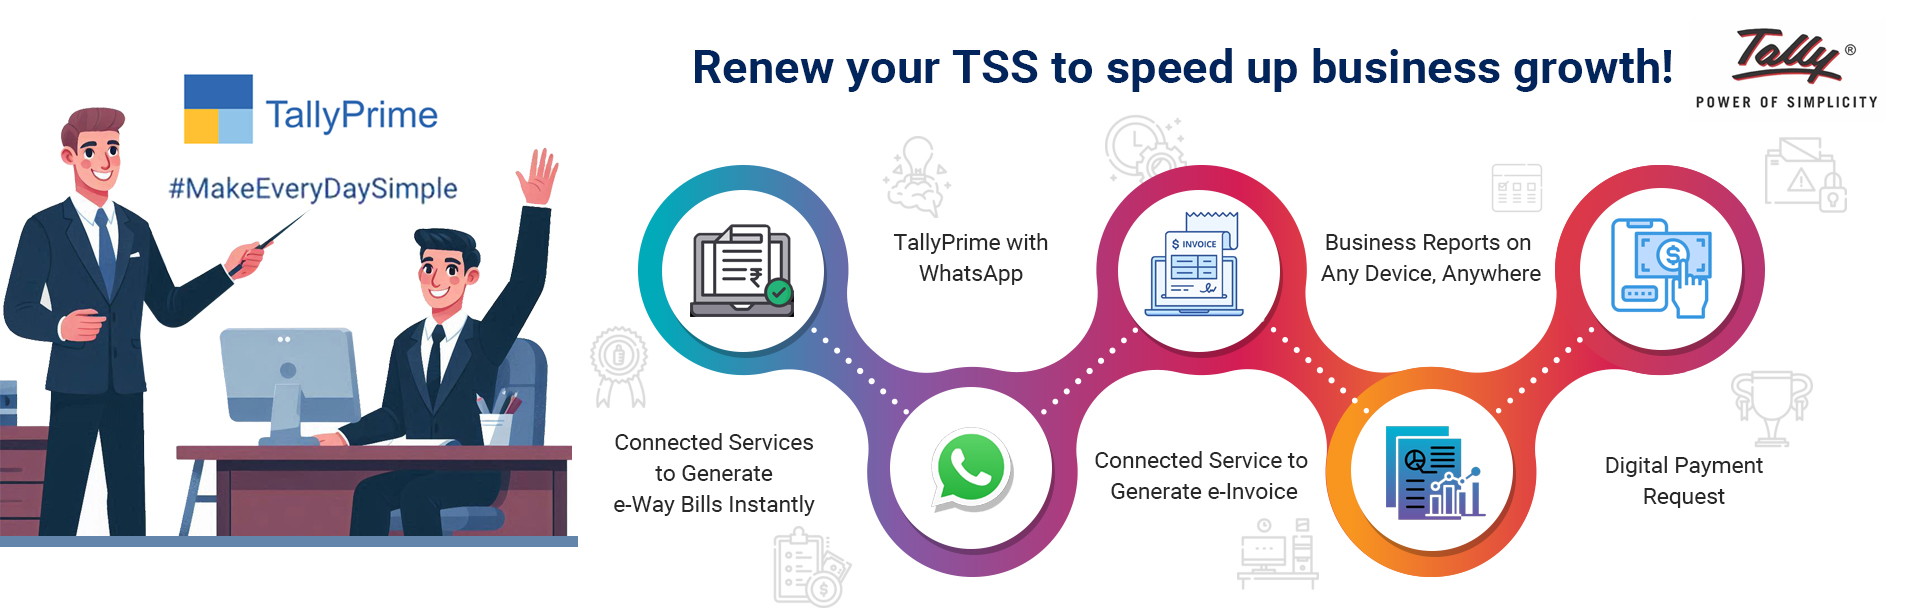 Renew your TSS to speed up business growth!
Tally®
POWER OF SIMPLICITY
TallyPrime
#MakeEveryDaySimple
₹
Connected Services
to Generate
e-Way Bills Instantly
TallyPrime with
WhatsApp
$ INVOICE
Connected Service to
Generate e-Invoice
Business Reports on
Any Device, Anywhere
$
Digital Payment
Request
$